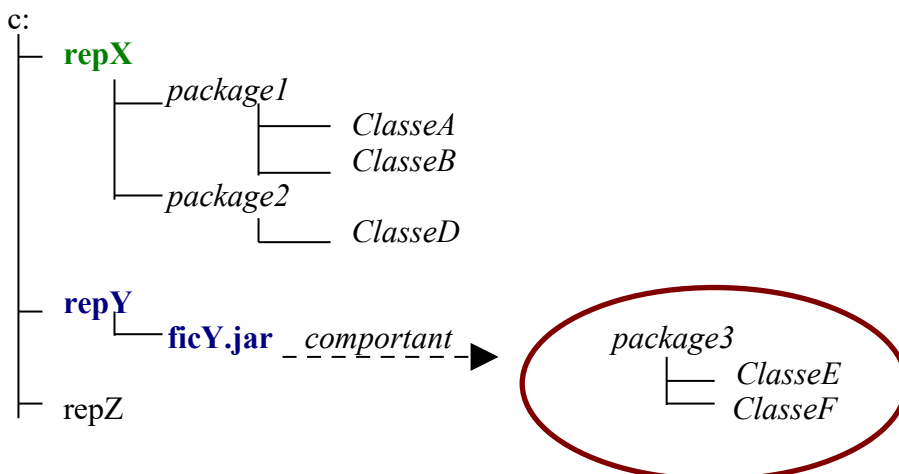 c:
repX
package1
ClasseA
ClasseB
package2
ClasseD
repY
ficY.jar
comportant
package3
ClasseE
ClasseF
repZ